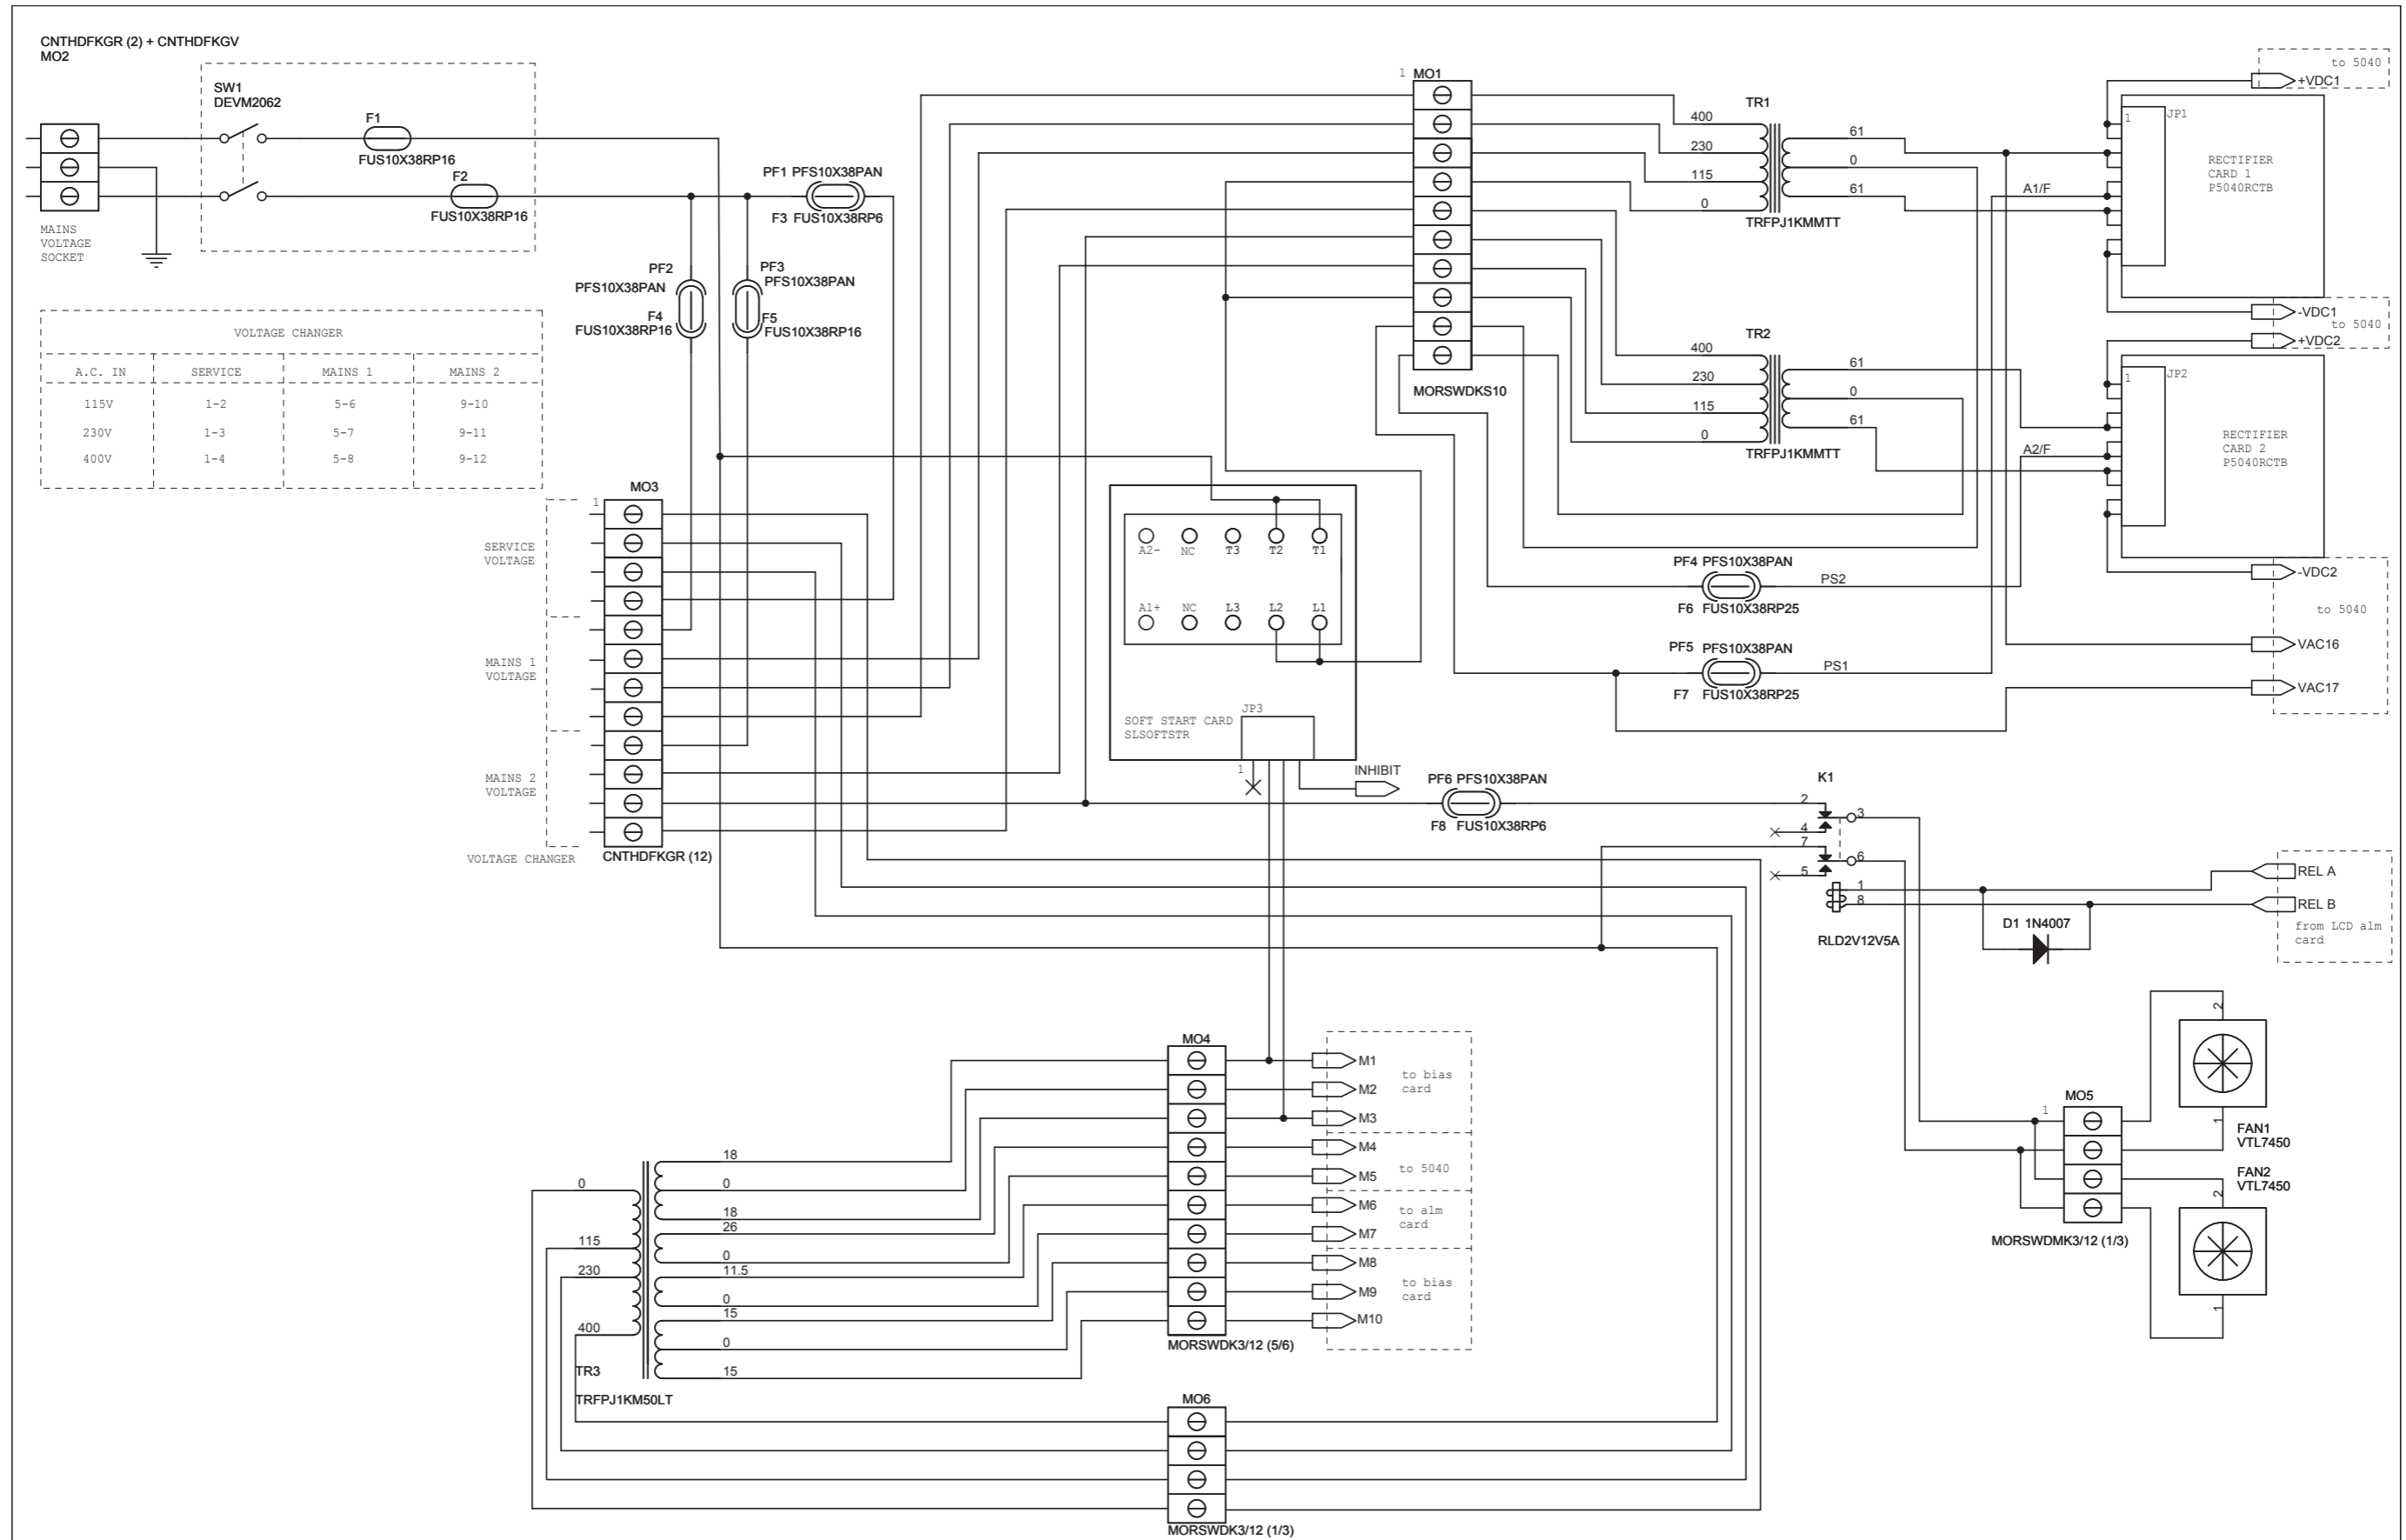 CNTHDFKGR (2) + CNTHDFKGV
MO2
SW1
DEVM2062
F1
FUS10X38RP16
F2
FUS10X38RP16
MAINS
VOLTAGE
SOCKET
PF1 PFS10X38PAN
F3 FUS10X38RP6
PF2
PFS10X38PAN
F4
FUS10X38RP16
PF3
PFS10X38PAN
F5
FUS10X38RP16
VOLTAGE CHANGER
A.C. IN SERVICE MAINS 1 MAINS 2
115V 1-2 5-6 9-10
230V 1-3 5-7 9-11
400V 1-4 5-8 9-12
1 MO1
MORSWDKS10
TR1
400
230
115
0
61
0
61
TRFPJ1KMMTT
TR2
400
230
115
0
61
0
61
TRFPJ1KMMTT
to 5040
+VDC1
1
JP1
RECTIFIER
CARD 1
P5040RCTB
A1/F
-VDC1
to 5040
+VDC2
1
JP2
RECTIFIER
CARD 2
P5040RCTB
A2/F
-VDC2
to 5040
VAC16
VAC17
MO3
1
SERVICE
VOLTAGE
MAINS 1
VOLTAGE
MAINS 2
VOLTAGE
VOLTAGE CHANGER
CNTHDFKGR (12)
A2- NC T3 T2 T1
A1+ NC L3 L2 L1
SOFT START CARD
SLSOFTSTR
JP3
1
INHIBIT
PF4 PFS10X38PAN
PS2
F6 FUS10X38RP25
PF5 PFS10X38PAN
PS1
F7 FUS10X38RP25
PF6 PFS10X38PAN
F8 FUS10X38RP6
K1
2
3
4
7
6
5
1
8
RLD2V12V5A
D1 1N4007
REL A
REL B
from LCD alm
card
MO4
M1
M2
M3
M4
M5
M6
M7
M8
M9
M10
to bias
card
to 5040
to alm
card
to bias
card
MORSWDK3/12 (5/6)
0
115
230
400
18
0
18
26
0
11.5
0
15
0
15
TR3
TRFPJ1KM50LT
MO6
MORSWDK3/12 (1/3)
MO5
1
MORSWDMK3/12 (1/3)
2
1
FAN1
VTL7450
FAN2
VTL7450
2
1